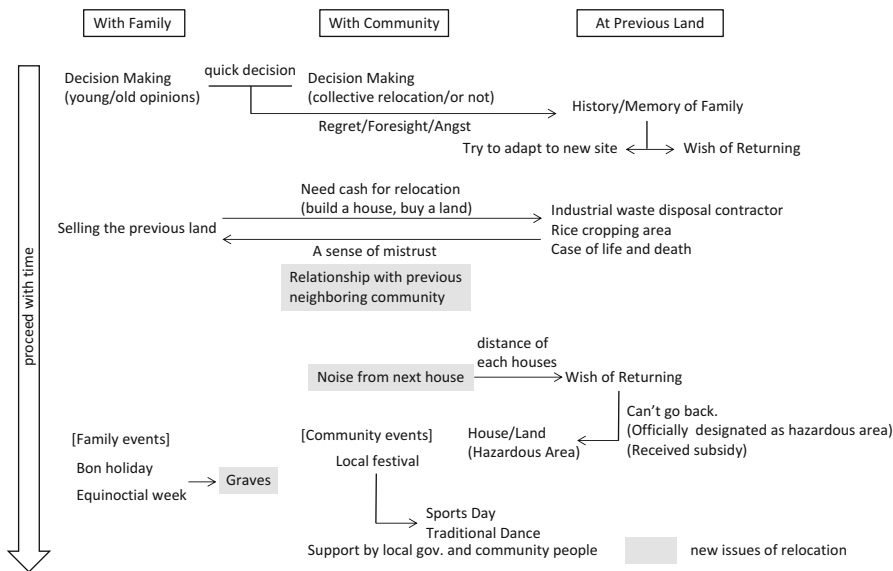 With Family
With Community
At Previous Land
proceed with time
Decision Making
(young/old opinions)
quick decision
Decision Making
(collective relocation/or not)
Regret/Foresight/Angst
History/Memory of Family
Try to adapt to new site
Wish of Returning
Selling the previous land
Need cash for relocation
(build a house, buy a land)
A sense of mistrust
Industrial waste disposal contractor
Rice cropping area
Case of life and death
Relationship with previous
neighboring community
Noise from next house
distance of
each houses
Wish of Returning
Can't go back.
(Officially designated as hazardous area)
(Received subsidy)
House/Land
(Hazardous Area)
[Family events]
Bon holiday
Equinoctial week
Graves
[Community events]
Local festival
Sports Day
Traditional Dance
Support by local gov. and community people
new issues of relocation